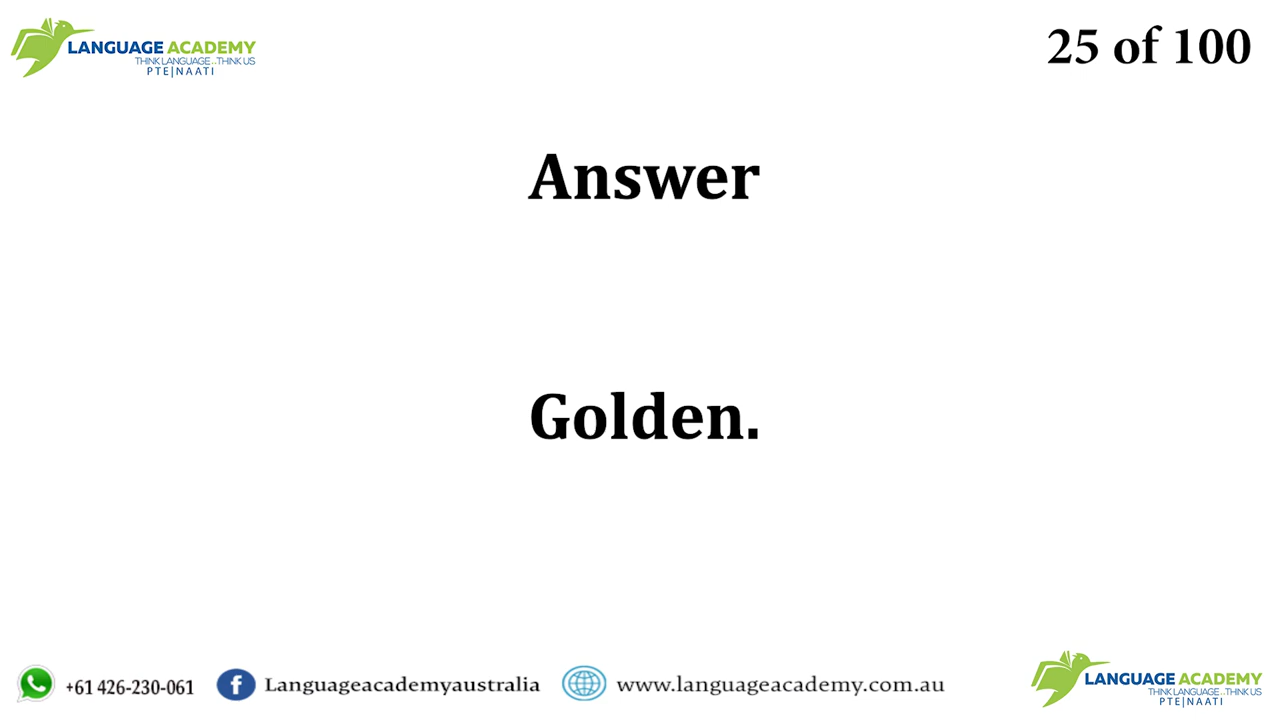 LANGUAGE ACADEMY
THINK LANGUAGE...THINK US
PTE|NAATI
25 of 100
Answer
Golden.
+61 426-230-061
Languageacademyaustralia
www.languageacademy.com.au
LANGUAGE ACADEMY
THINK LANGUAGE...THINK US
PTE|NAATI